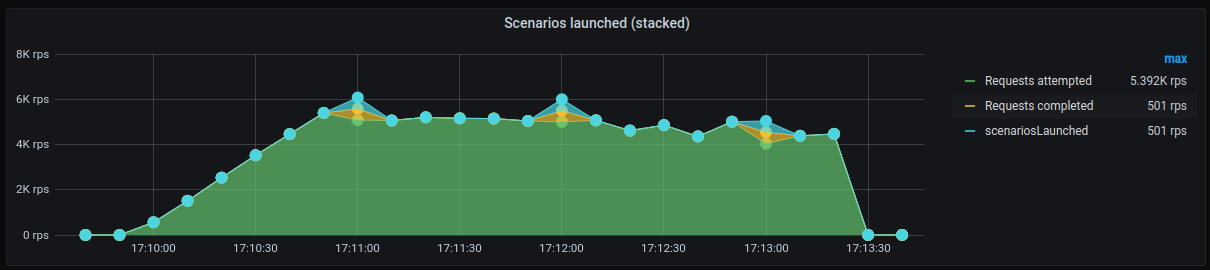 Scenarios launched (stacked)
8K rps
6K rps
4K rps
2K rps
0 rps
17:10:00 17:10:30 17:11:00 17:11:30 17:12:00 17:12:30 17:13:00 17:13:30
max
Requests attempted 5.392K rps
Requests completed 501 rps
scenariosLaunched 501 rps